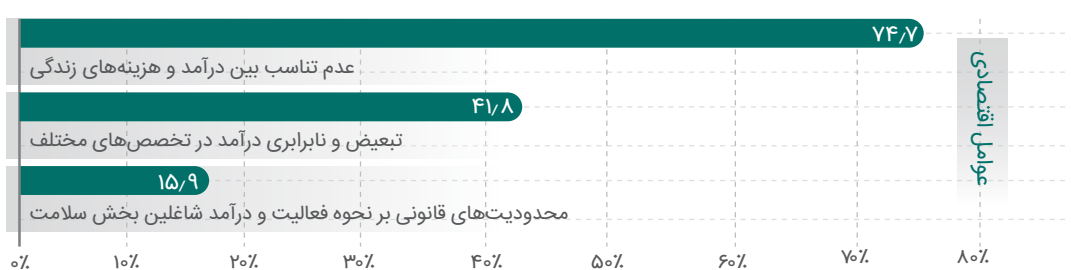 عوامل اقتصادی
۷۴٫۷
عدم تناسب بین درآمد و هزینه‌های زندگی
۴۱٫۸
تبعیض و نابرابری درآمد در تخصص‌های مختلف
۱۵٫۹
محدودیت‌های قانونی بر نحوه فعالیت و درآمد شاغلین بخش سلامت
۰٪ ۱۰٪ ۲۰٪ ۳۰٪ ۴۰٪ ۵۰٪ ۶۰٪ ۷۰٪ ۸۰٪